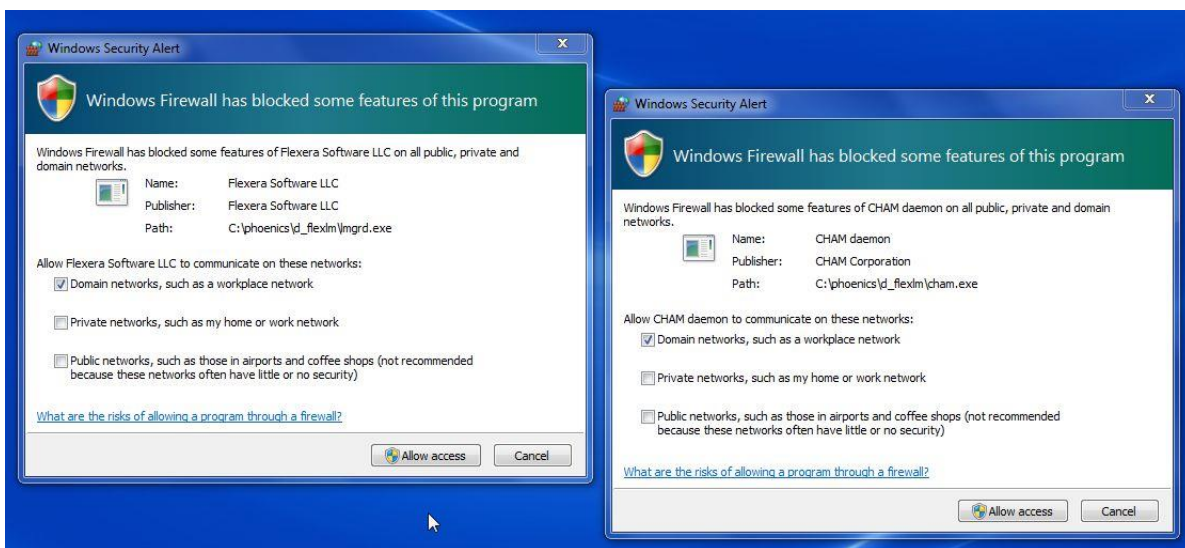 Windows Security Alert
X
Windows Firewall has blocked some features of this program
Windows Firewall has blocked some features of Flexera Software LLC on all public, private and
domain networks.
Name: Flexera Software LLC
Publisher: Flexera Software LLC
Path: C:\phoenics\d_flexlm\lmgrd.exe
Allow Flexera Software LLC to communicate on these networks:
Domain networks, such as a workplace network
Private networks, such as my home or work network
Public networks, such as those in airports and coffee shops (not recommended
because these networks often have little or no security)
What are the risks of allowing a program through a firewall?
Allow access Cancel
Windows Security Alert
X
Windows Firewall has blocked some features of this program
Windows Firewall has blocked some features of CHAM daemon on all public, private and domain
networks.
Name: CHAM daemon
Publisher: CHAM Corporation
Path: C:\phoenics\d_flexlm\cham.exe
Allow CHAM daemon to communicate on these networks:
Domain networks, such as a workplace network
Private networks, such as my home or work network
Public networks, such as those in airports and coffee shops (not recommended
because these networks often have little or no security)
What are the risks of allowing a program through a firewall?
Allow access Cancel